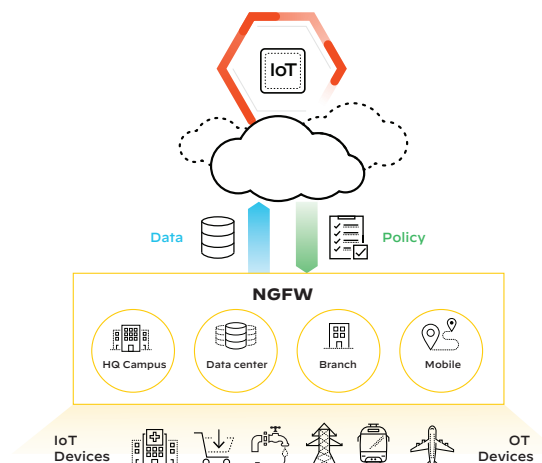 IoT
Data
Policy
NGFW
HQ Campus
Data center
Branch
Mobile
IoT
Devices
OT
Devices